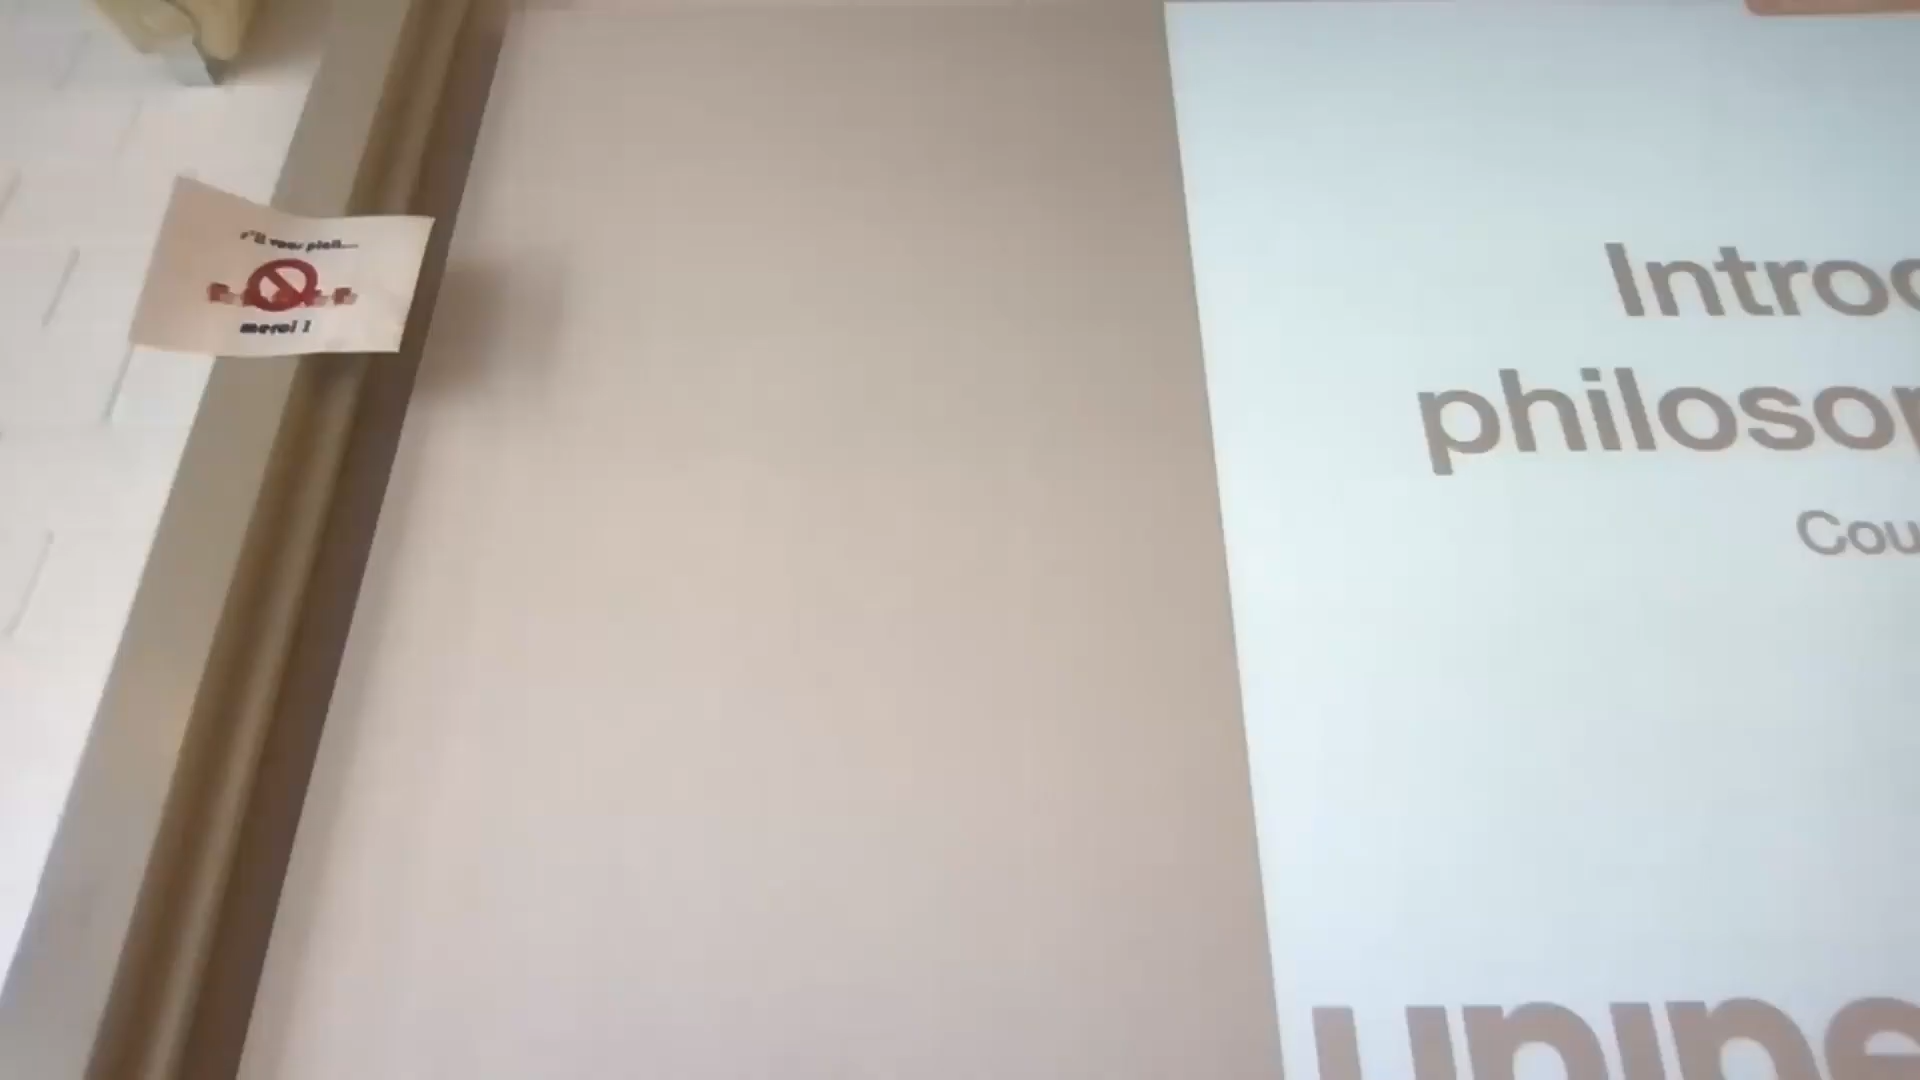 s'il vous plaît...
merci !
Introd
philosop
Cou
unine